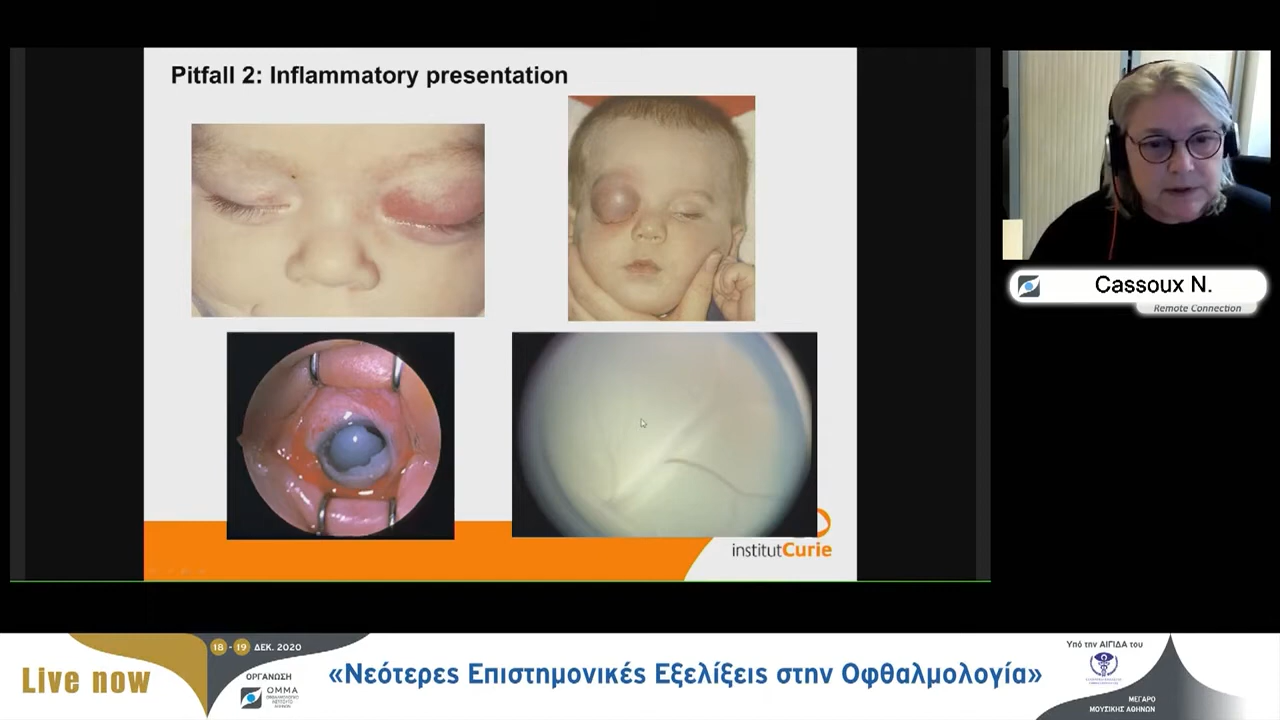 Pitfall 2: Inflammatory presentation
institutCurie
Cassoux N.
Remote Connection
Live now
18 - 19 ΔΕΚ. 2020
ΟΡΓΑΝΩΣΗ
ΟΜΜΑ
«Νεότερες Επιστημονικές Εξελίξεις στην Οφθαλμολογία»
Υπό την ΑΙΓΙΔΑ του
ΜΕΓΑΡΟ
ΜΟΥΣΙΚΗΣ ΑΘΗΝΩΝ